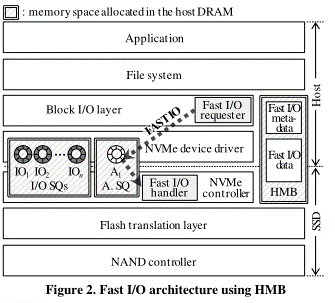 : memory space allocated in the host DRAM
Application
File system
Block I/O layer
Fast I/O
requester
FASTIO
Fast I/O
meta-
data
Fast I/O
data
HMB
NVMe device driver
IO1 IO2 ... IOn
I/O SQs
A1
A. SQ
Fast I/O
handler
NVMe
controller
Flash translation layer
NAND controller
Host
SSD
Figure 2. Fast I/O architecture using HMB